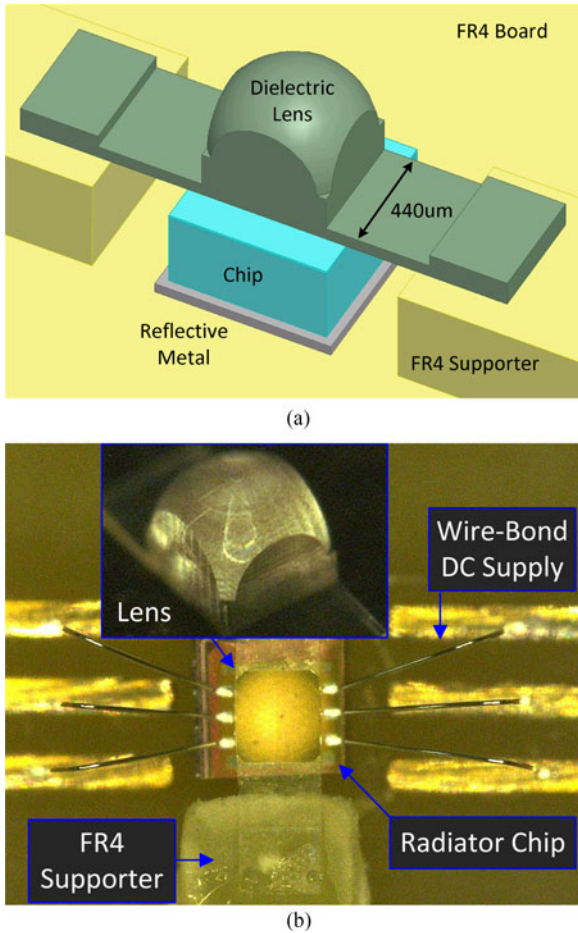 FR4 Board
Dielectric
Lens
440um
Chip
Reflective
Metal
FR4 Supporter
(a)
Wire-Bond
DC Supply
Lens
FR4
Supporter
Radiator Chip
(b)